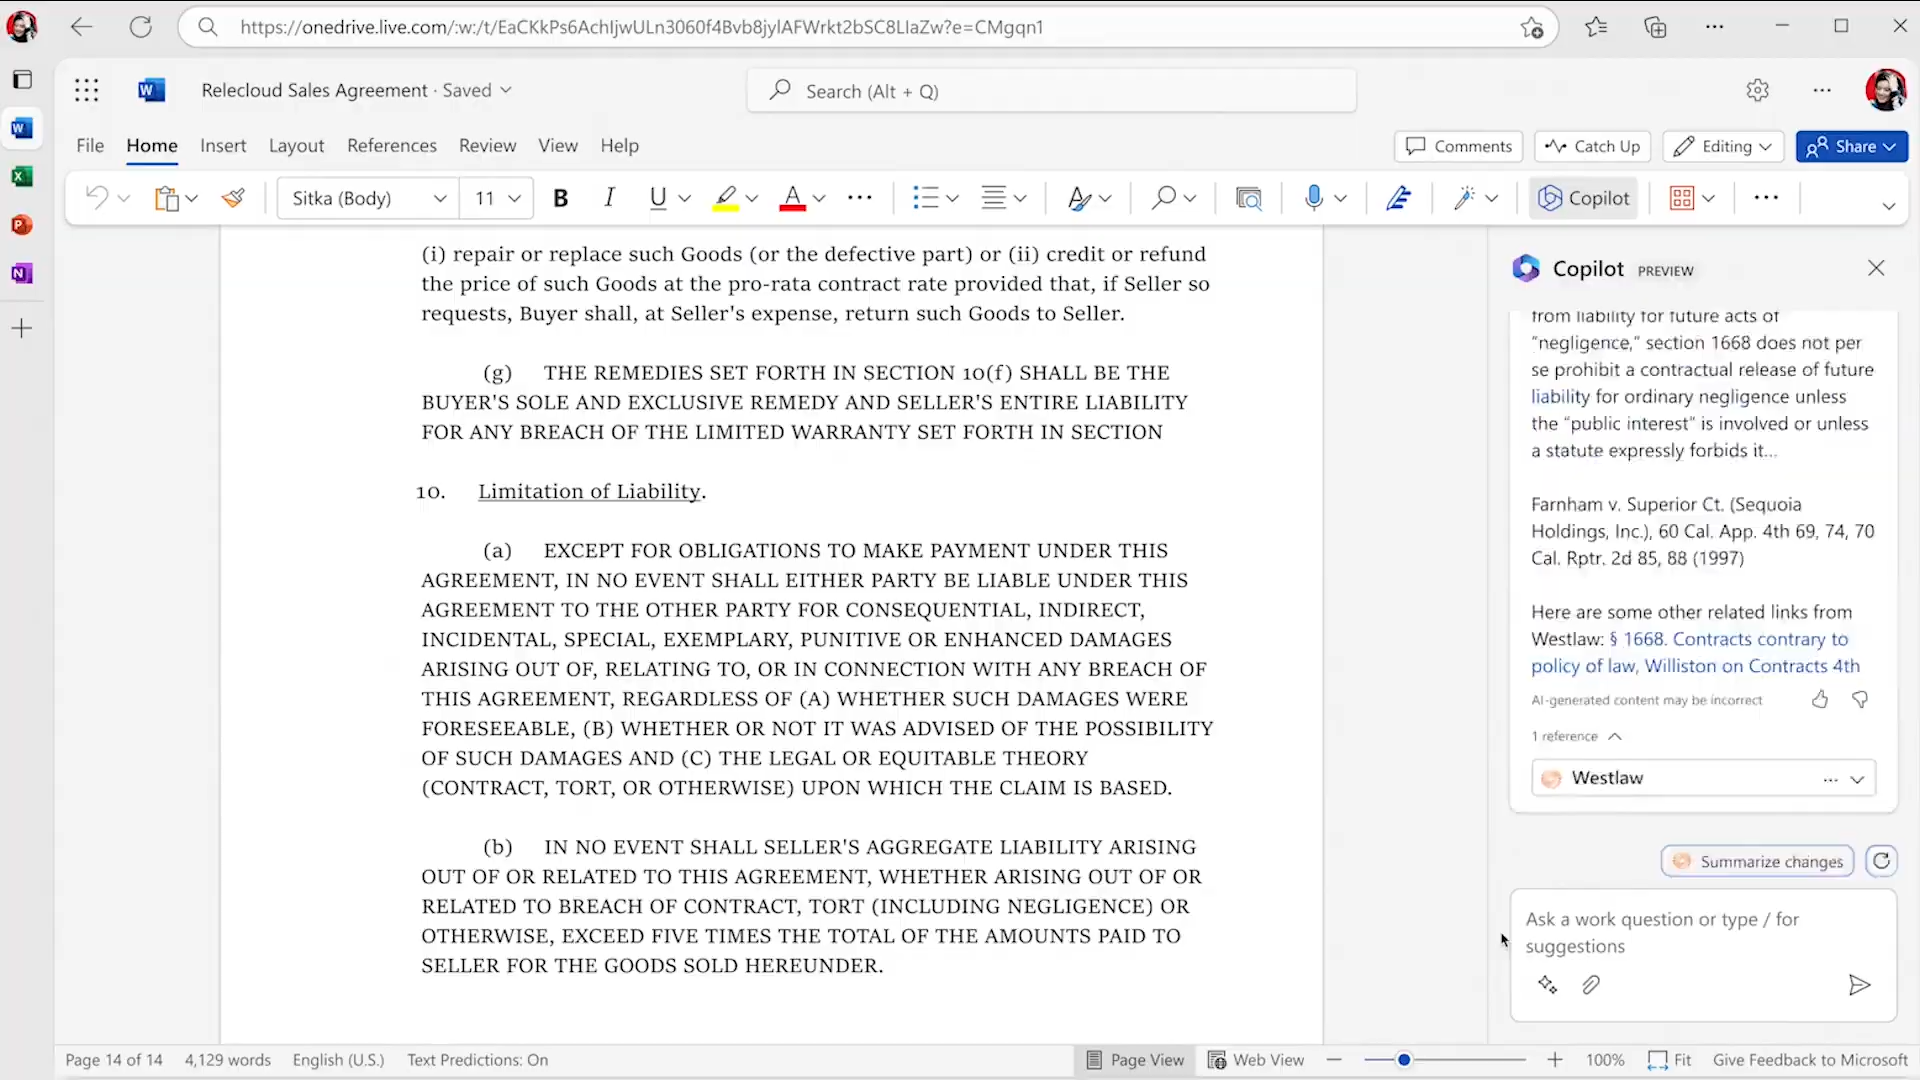 https://onedrive.live.com/:w:/t/EaCKkPs6AchIjwULn3060f4Bvb8jylAFWrkt2bSC8LIaZw?e=CMgqn1
Relecloud Sales Agreement · Saved
Search (Alt + Q)
File Home Insert Layout References Review View Help
Comments Catch Up Editing Share
Sitka (Body) 11 B I U A Copilot
(i) repair or replace such Goods (or the defective part) or (ii) credit or refund
the price of such Goods at the pro-rata contract rate provided that, if Seller so
requests, Buyer shall, at Seller's expense, return such Goods to Seller.
(g) THE REMEDIES SET FORTH IN SECTION 10(f) SHALL BE THE
BUYER'S SOLE AND EXCLUSIVE REMEDY AND SELLER'S ENTIRE LIABILITY
FOR ANY BREACH OF THE LIMITED WARRANTY SET FORTH IN SECTION
10. Limitation of Liability.
(a) EXCEPT FOR OBLIGATIONS TO MAKE PAYMENT UNDER THIS
AGREEMENT, IN NO EVENT SHALL EITHER PARTY BE LIABLE UNDER THIS
AGREEMENT TO THE OTHER PARTY FOR CONSEQUENTIAL, INDIRECT,
INCIDENTAL, SPECIAL, EXEMPLARY, PUNITIVE OR ENHANCED DAMAGES
ARISING OUT OF, RELATING TO, OR IN CONNECTION WITH ANY BREACH OF
THIS AGREEMENT, REGARDLESS OF (A) WHETHER SUCH DAMAGES WERE
FORESEEABLE, (B) WHETHER OR NOT IT WAS ADVISED OF THE POSSIBILITY
OF SUCH DAMAGES AND (C) THE LEGAL OR EQUITABLE THEORY
(CONTRACT, TORT, OR OTHERWISE) UPON WHICH THE CLAIM IS BASED.
(b) IN NO EVENT SHALL SELLER'S AGGREGATE LIABILITY ARISING
OUT OF OR RELATED TO THIS AGREEMENT, WHETHER ARISING OUT OF OR
RELATED TO BREACH OF CONTRACT, TORT (INCLUDING NEGLIGENCE) OR
OTHERWISE, EXCEED FIVE TIMES THE TOTAL OF THE AMOUNTS PAID TO
SELLER FOR THE GOODS SOLD HEREUNDER.
Copilot PREVIEW
from liability for future acts of
“negligence,” section 1668 does not per
se prohibit a contractual release of future
liability for ordinary negligence unless
the “public interest” is involved or unless
a statute expressly forbids it...
Farnham v. Superior Ct. (Sequoia
Holdings, Inc.), 60 Cal. App. 4th 69, 74, 70
Cal. Rptr. 2d 85, 88 (1997)
Here are some other related links from
Westlaw: § 1668. Contracts contrary to
policy of law, Williston on Contracts 4th
AI-generated content may be incorrect
1 reference
Westlaw
Summarize changes
Ask a work question or type / for
suggestions
Page 14 of 14 4,129 words English (U.S.) Text Predictions: On Page View Web View 100% Fit Give Feedback to Microsoft